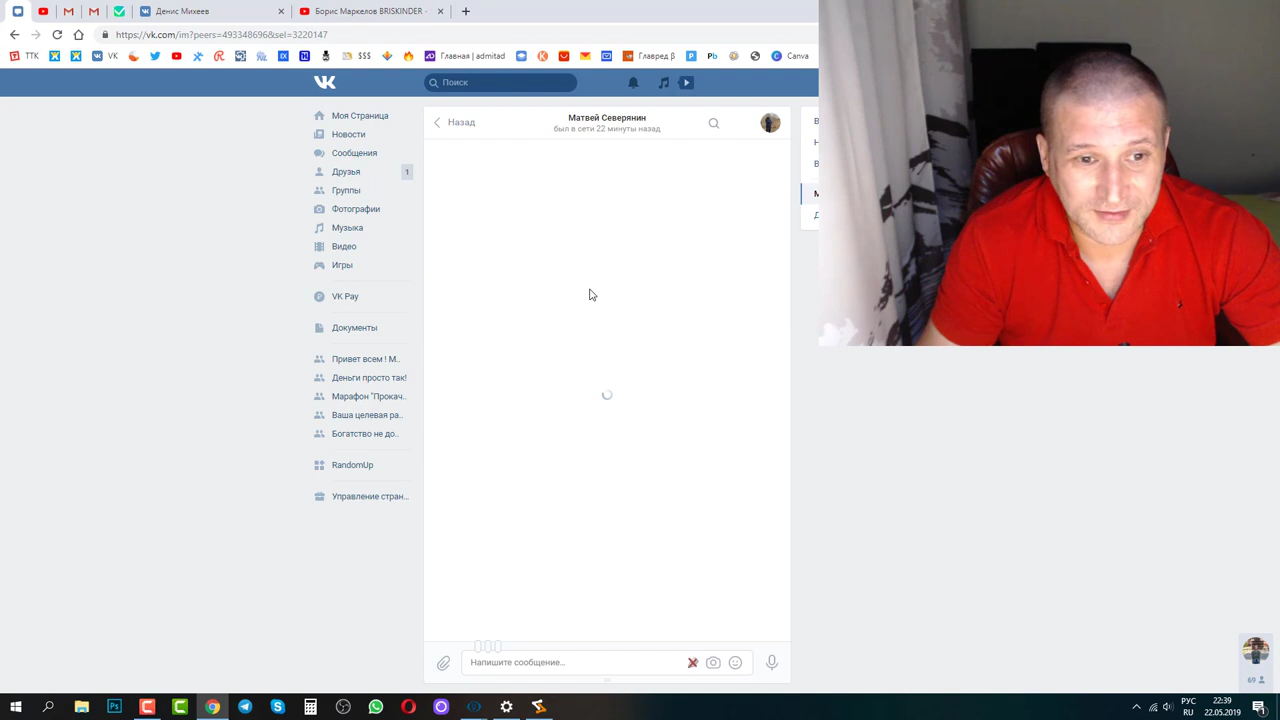 Денис Михеев
Борис Маркелов BRISKINDER -
https://vk.com/im?peers=493348696&sel=3220147
ТТК
VK
$$$
Главная | admitad
Главред β
Canva
Поиск
Моя Страница
Новости
Сообщения
Друзья
1
Группы
Фотографии
Музыка
Видео
Игры
VK Pay
Документы
Привет всем ! М..
Деньги просто так!
Марафон "Прокач..
Ваша целевая ра..
Богатство не до..
RandomUp
Управление стран...
Назад
Матвей Северянин
был в сети 22 минуты назад
Напишите сообщение...
69
РУС
RU
22:39
22.05.2019